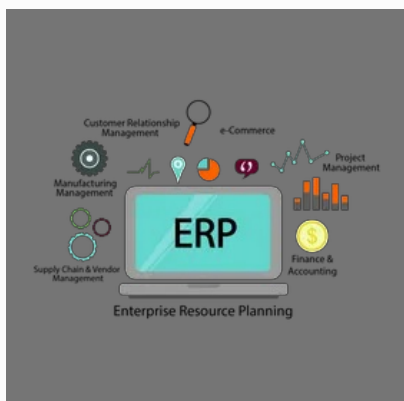 Customer Relationship
Management
e-Commerce
Project
Management
Manufacturing
Management
ERP
$
Finance &
Accounting
Supply Chain & Vendor
Management
Enterprise Resource Planning